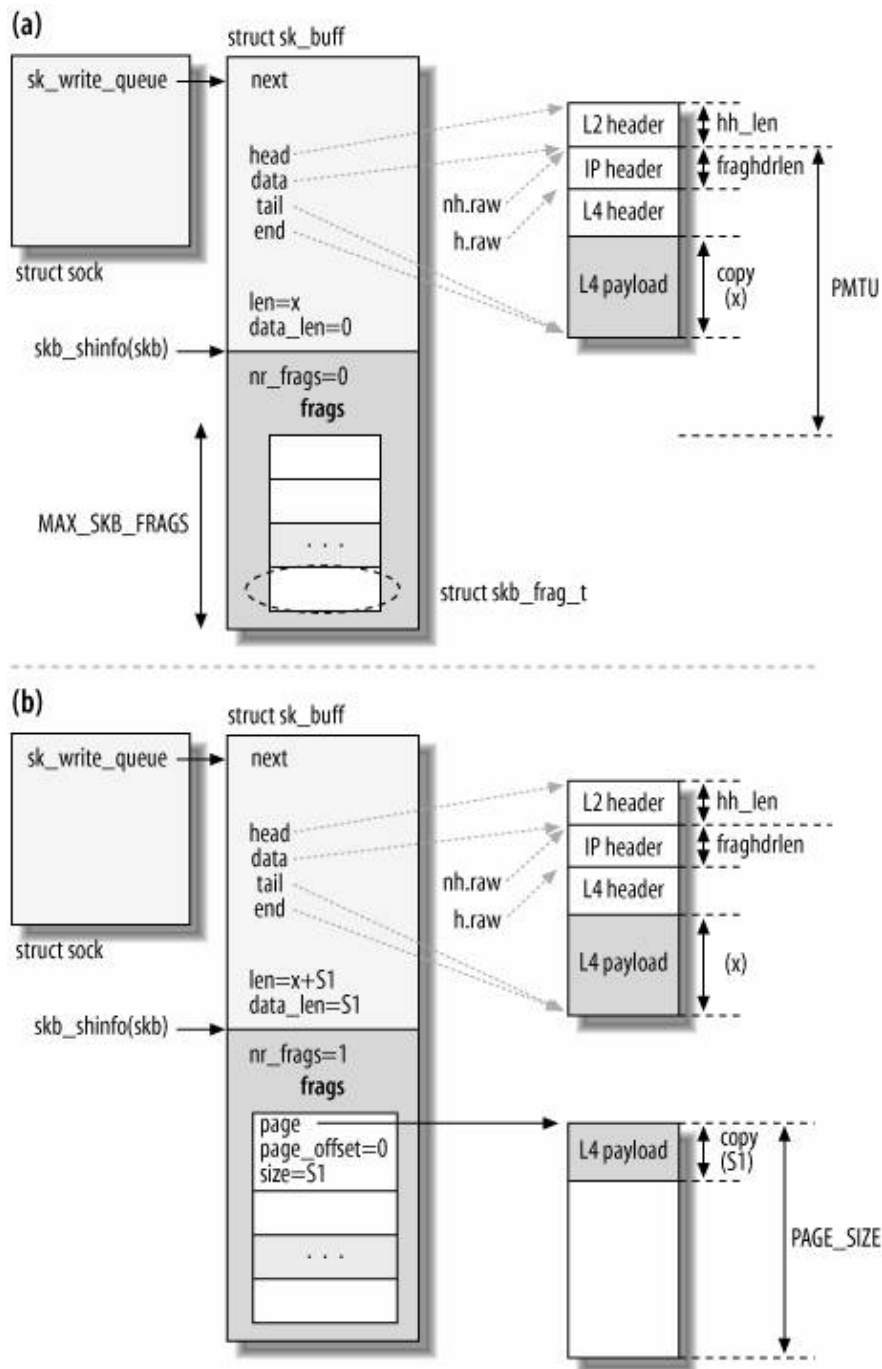 (a)
struct sk_buff
sk_write_queue
next
L2 header
hh_len
head
data
tail
end
IP header
fraghdrlen
nh.raw
h.raw
L4 header
struct sock
L4 payload
copy
(x)
PMTU
len=x
data_len=0
skb_shinfo(skb)
nr_frags=0
frags
MAX_SKB_FRAGS
. . .
struct skb_frag_t
(b)
struct sk_buff
sk_write_queue
next
L2 header
hh_len
head
data
tail
end
IP header
fraghdrlen
nh.raw
h.raw
L4 header
struct sock
L4 payload
(x)
len=x+S1
data_len=S1
skb_shinfo(skb)
nr_frags=1
frags
page
page_offset=0
size=S1
L4 payload
copy
(S1)
. . .
PAGE_SIZE